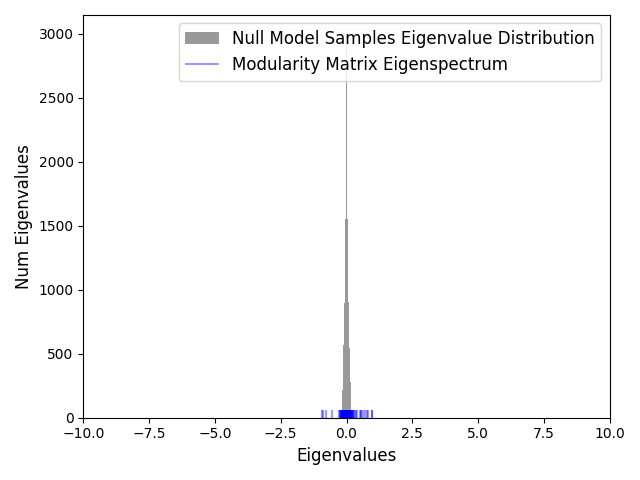 Null Model Samples Eigenvalue Distribution
Modularity Matrix Eigenspectrum
3000
2500
2000
1500
1000
500
0
Num Eigenvalues
−10.0 −7.5 −5.0 −2.5 0.0 2.5 5.0 7.5 10.0
Eigenvalues